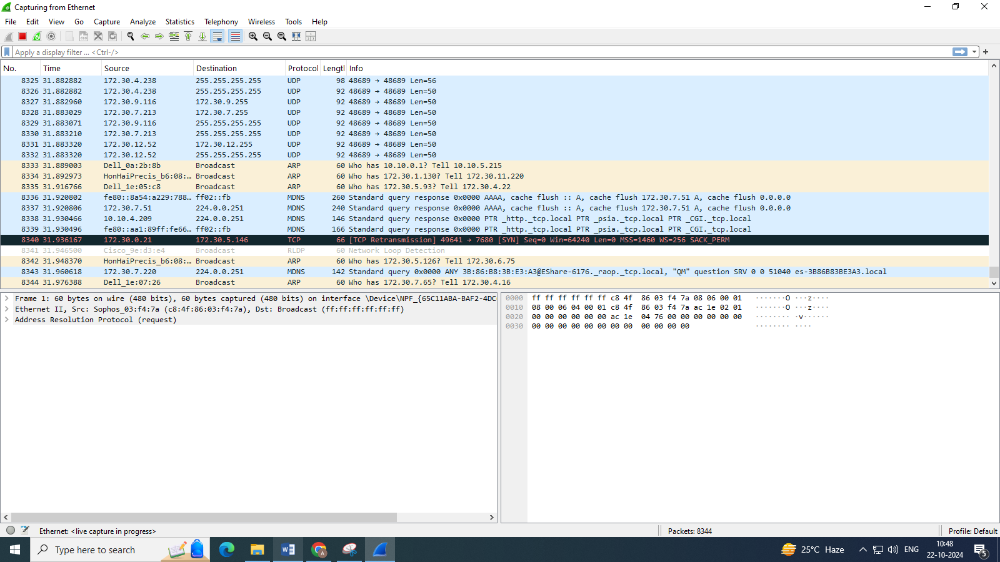 Capturing from Ethernet
File Edit View Go Capture Analyze Statistics Telephony Wireless Tools Help
Apply a display filter ... <Ctrl-/>
No. Time Source Destination Protocol Lengtl Info
8325 31.882882 172.30.4.238 255.255.255.255 UDP 98 48689 → 48689 Len=56
8326 31.882882 172.30.4.238 255.255.255.255 UDP 92 48689 → 48689 Len=50
8327 31.882960 172.30.9.116 172.30.9.255 UDP 92 48689 → 48689 Len=50
8328 31.883029 172.30.7.213 172.30.7.255 UDP 92 48689 → 48689 Len=50
8329 31.883071 172.30.9.116 255.255.255.255 UDP 92 48689 → 48689 Len=50
8330 31.883210 172.30.7.213 255.255.255.255 UDP 92 48689 → 48689 Len=50
8331 31.883320 172.30.12.52 172.30.12.255 UDP 92 48689 → 48689 Len=50
8332 31.883320 172.30.12.52 255.255.255.255 UDP 92 48689 → 48689 Len=50
8333 31.889003 Dell_0a:2b:8b Broadcast ARP 60 Who has 10.10.0.1? Tell 10.10.5.215
8334 31.892973 HonHaiPrecis_b6:08:… Broadcast ARP 60 Who has 172.30.1.130? Tell 172.30.11.220
8335 31.916766 Dell_1e:05:c8 Broadcast ARP 60 Who has 172.30.5.93? Tell 172.30.4.22
8336 31.920802 fe80::8a54:a229:788… ff02::fb MDNS 260 Standard query response 0x0000 AAAA, cache flush :: A, cache flush 172.30.7.51 A, cache flush 0.0.0.0
8337 31.920806 172.30.7.51 224.0.0.251 MDNS 240 Standard query response 0x0000 AAAA, cache flush :: A, cache flush 172.30.7.51 A, cache flush 0.0.0.0
8338 31.930466 10.10.4.209 224.0.0.251 MDNS 146 Standard query response 0x0000 PTR _http._tcp.local PTR _psia._tcp.local PTR _CGI._tcp.local
8339 31.930496 fe80::aa1:89ff:fe66… ff02::fb MDNS 166 Standard query response 0x0000 PTR _http._tcp.local PTR _psia._tcp.local PTR _CGI._tcp.local
8340 31.936167 172.30.0.21 172.30.5.146 TCP 66 [TCP Retransmission] 49641 → 7680 [SYN] Seq=0 Win=64240 Len=0 MSS=1460 WS=256 SACK_PERM
8341 31.946500 Cisco_9e:d3:e4 Broadcast RLDP 60 Network Loop Detection
8342 31.948370 HonHaiPrecis_b6:08:… Broadcast ARP 60 Who has 172.30.5.126? Tell 172.30.6.75
8343 31.960618 172.30.7.220 224.0.0.251 MDNS 142 Standard query 0x0000 ANY 3B:86:B8:3B:E3:A3@EShare-6176._raop._tcp.local, "QM" question SRV 0 0 51040 es-3B86B83BE3A3.local
8344 31.976388 Dell_1e:07:26 Broadcast ARP 60 Who has 172.30.7.65? Tell 172.30.4.16
Frame 1: 60 bytes on wire (480 bits), 60 bytes captured (480 bits) on interface \Device\NPF_{65C11ABA-BAF2-4DC
Ethernet II, Src: Sophos_03:f4:7a (c8:4f:86:03:f4:7a), Dst: Broadcast (ff:ff:ff:ff:ff:ff)
Address Resolution Protocol (request)
0000 ff ff ff ff ff ff c8 4f 86 03 f4 7a 08 06 00 01 ·······O ···z····
0010 08 00 06 04 00 01 c8 4f 86 03 f4 7a ac 1e 02 01 ·······O ···z····
0020 00 00 00 00 00 00 ac 1e 04 76 00 00 00 00 00 00 ········ ·v······
0030 00 00 00 00 00 00 00 00 00 00 00 00 ········ ····
Ethernet: <live capture in progress>
Packets: 8344
Profile: Default
Type here to search
25°C Haze
ENG
10:48
22-10-2024
5